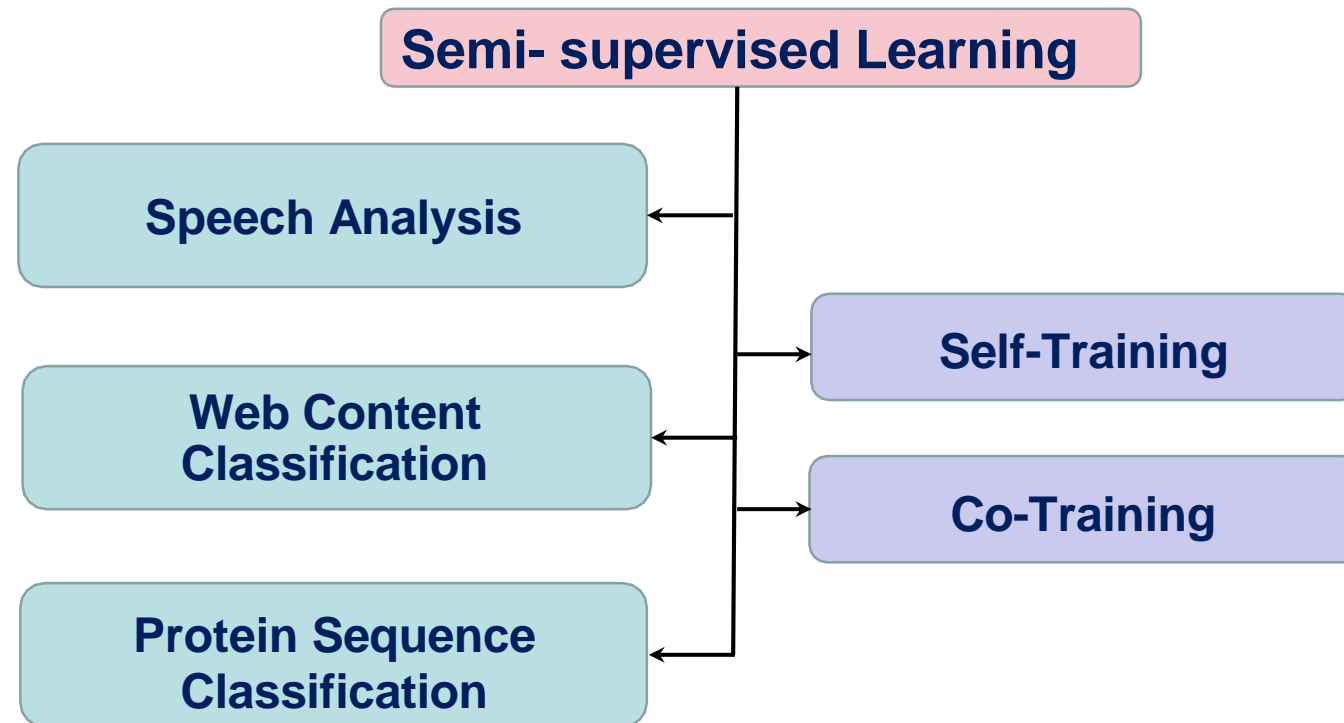 Semi- supervised Learning
Speech Analysis
Self-Training
Web Content
Classification
Co-Training
Protein Sequence
Classification